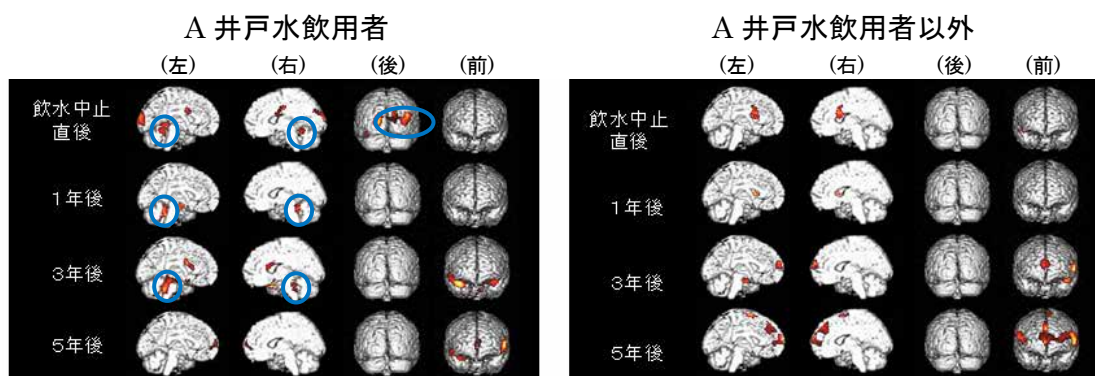 A 井戸水飲用者
(左) (右) (後) (前)
飲水中止
直後
1年後
3年後
5年後
A 井戸水飲用者以外
(左) (右) (後) (前)
飲水中止
直後
1年後
3年後
5年後